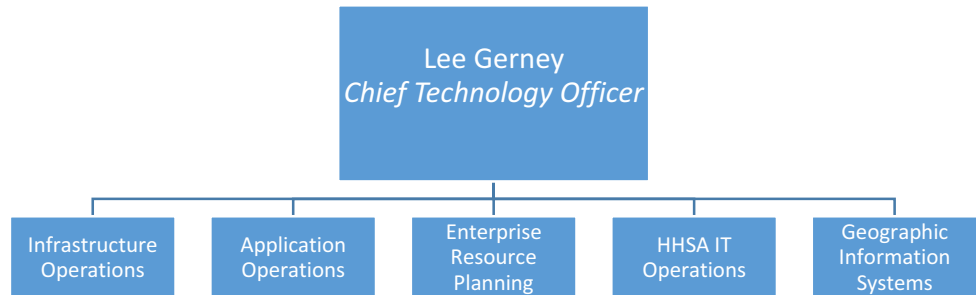 Lee Gerney
Chief Technology Officer
Infrastructure
Operations
Application
Operations
Enterprise
Resource
Planning
HHSA IT
Operations
Geographic
Information
Systems